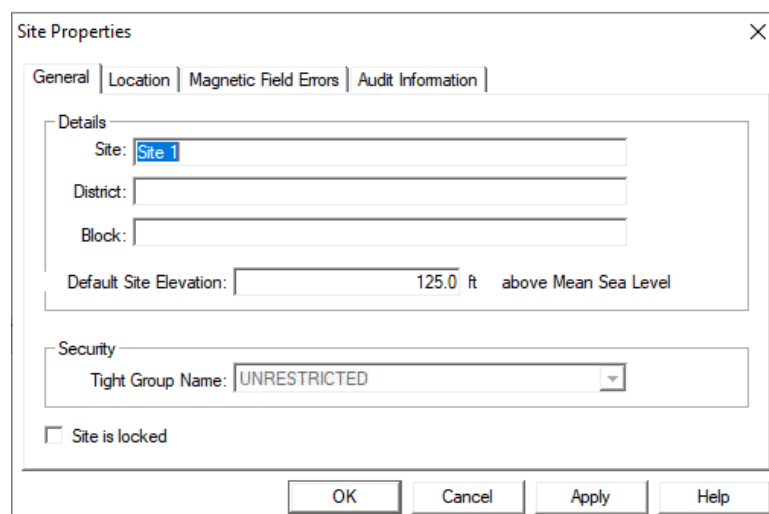 Site Properties
General Location Magnetic Field Errors Audit Information
Details
Site: Site 1
District:
Block:
Default Site Elevation: 125.0 ft above Mean Sea Level
Security
Tight Group Name: UNRESTRICTED
Site is locked
OK Cancel Apply Help